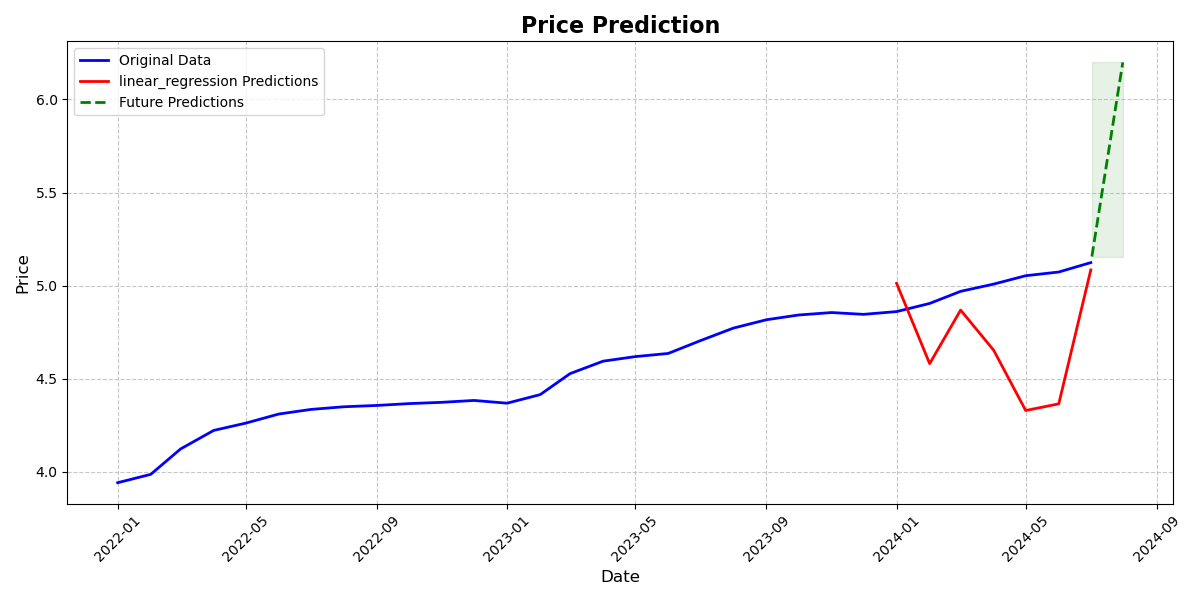 Price Prediction
Original Data
linear_regression Predictions
Future Predictions
Price
6.0
5.5
5.0
4.5
4.0
2022-01
2022-05
2022-09
2023-01
2023-05
2023-09
2024-01
2024-05
2024-09
Date